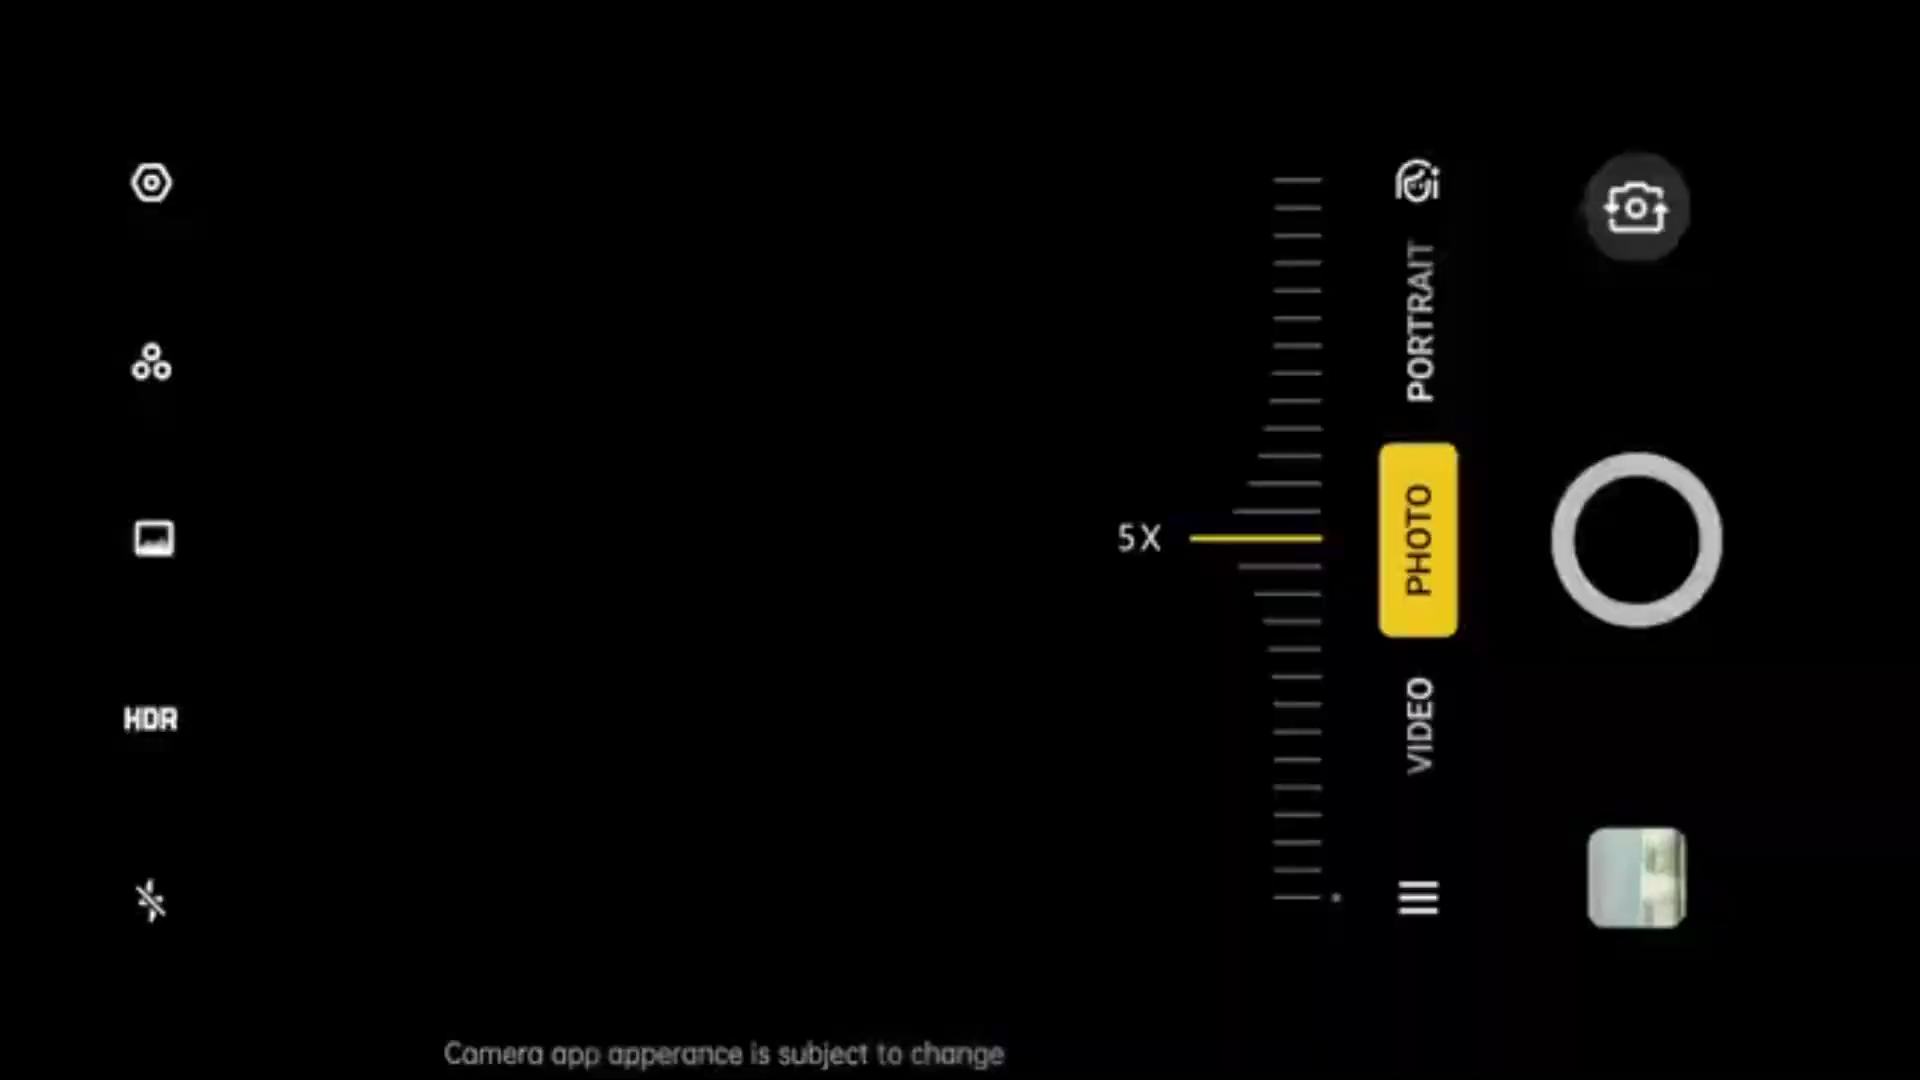 PORTRAIT
5X
PHOTO
VIDEO
HDR
Camera app apperance is subject to change